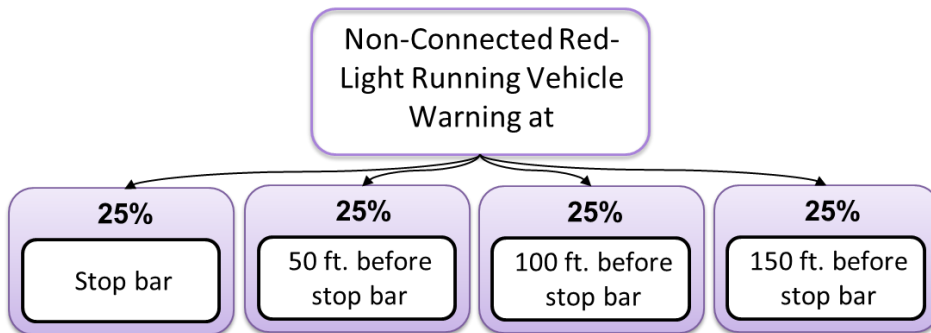 Non-Connected Red-
Light Running Vehicle
Warning at
25%
Stop bar
25%
50 ft. before
stop bar
25%
100 ft. before
stop bar
25%
150 ft. before
stop bar